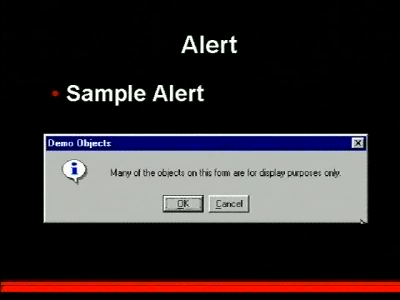 Alert
• Sample Alert
Demo Objects
Many of the objects on this form are for display purposes only.
OK Cancel